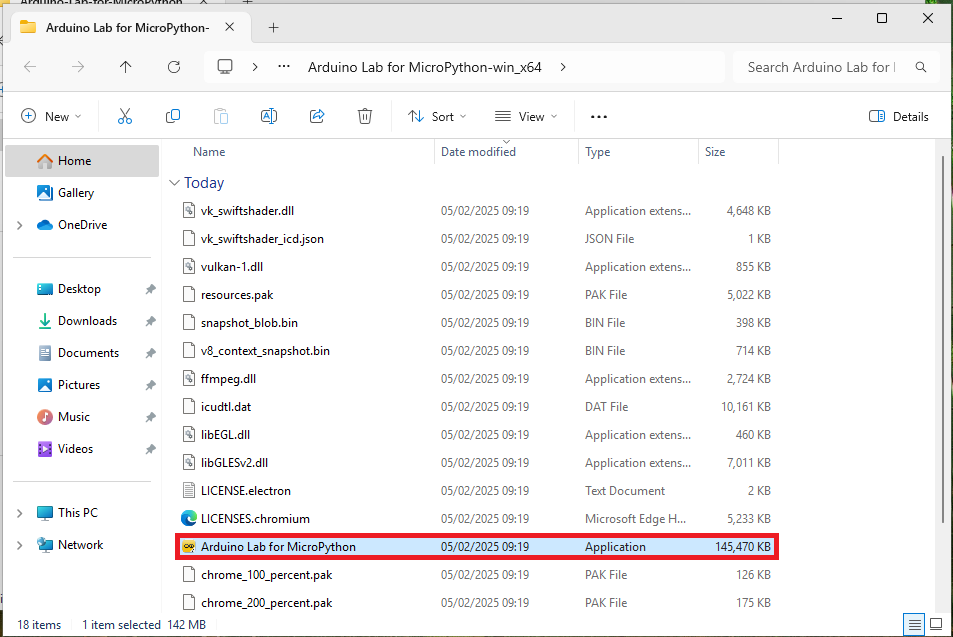 Arduino-Lab-for-MicroPython
Arduino Lab for MicroPython-
Arduino Lab for MicroPython-win_x64
Search Arduino Lab for
New
Sort
View
Details
Home
Gallery
OneDrive
Desktop
Downloads
Documents
Pictures
Music
Videos
This PC
Network
Name Date modified Type Size
Today
vk_swiftshader.dll 05/02/2025 09:19 Application extens... 4,648 KB
vk_swiftshader_icd.json 05/02/2025 09:19 JSON File 1 KB
vulkan-1.dll 05/02/2025 09:19 Application extens... 855 KB
resources.pak 05/02/2025 09:19 PAK File 5,022 KB
snapshot_blob.bin 05/02/2025 09:19 BIN File 398 KB
v8_context_snapshot.bin 05/02/2025 09:19 BIN File 714 KB
ffmpeg.dll 05/02/2025 09:19 Application extens... 2,724 KB
icudtl.dat 05/02/2025 09:19 DAT File 10,161 KB
libEGL.dll 05/02/2025 09:19 Application extens... 460 KB
libGLESv2.dll 05/02/2025 09:19 Application extens... 7,011 KB
LICENSE.electron 05/02/2025 09:19 Text Document 2 KB
LICENSES.chromium 05/02/2025 09:19 Microsoft Edge H... 5,233 KB
Arduino Lab for MicroPython 05/02/2025 09:19 Application 145,470 KB
chrome_100_percent.pak 05/02/2025 09:19 PAK File 126 KB
chrome_200_percent.pak 05/02/2025 09:19 PAK File 175 KB
18 items 1 item selected 142 MB